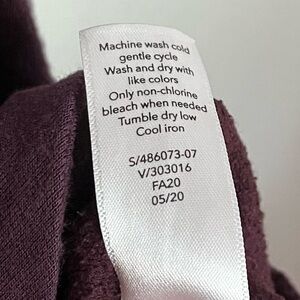 Machine wash cold
gentle cycle
Wash and dry with
like colors
Only non-chlorine
bleach when needed
Tumble dry low
Cool iron
S/486073-07
V/303016
FA20
05/20